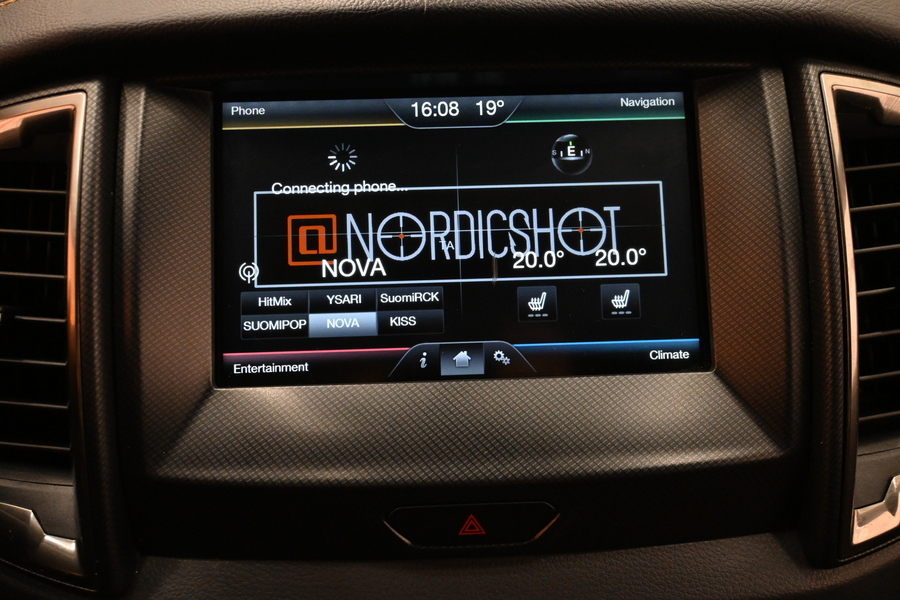 Phone 16:08 19° Navigation
S E N
Connecting phone...
@NORDICSHOT
TA
NOVA 20.0° 20.0°
HitMix YSARI SuomiRCK
SUOMIPOP NOVA KISS
Entertainment i Climate